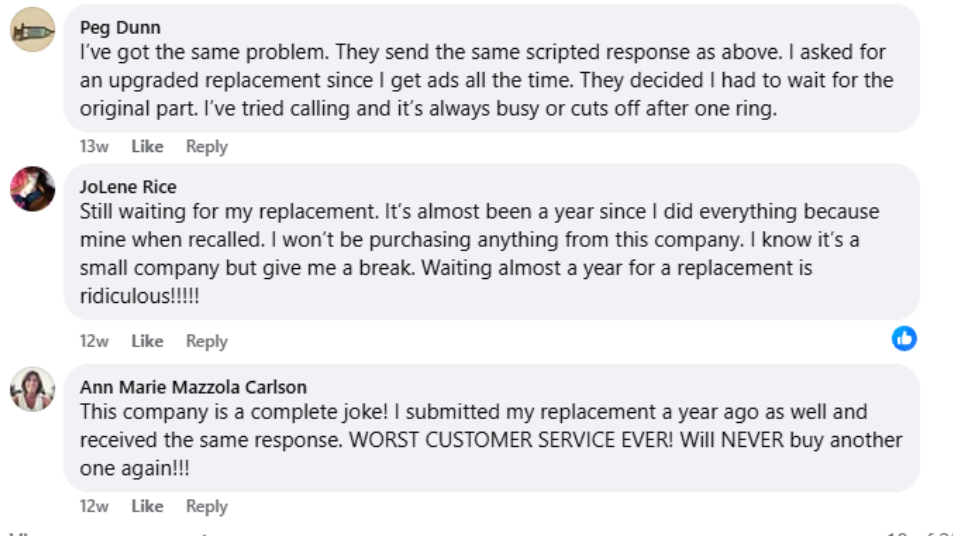 Peg Dunn
I've got the same problem. They send the same scripted response as above. I asked for
an upgraded replacement since I get ads all the time. They decided I had to wait for the
original part. I've tried calling and it's always busy or cuts off after one ring.
13w Like Reply
JoLene Rice
Still waiting for my replacement. It's almost been a year since I did everything because
mine when recalled. I won't be purchasing anything from this company. I know it's a
small company but give me a break. Waiting almost a year for a replacement is
ridiculous!!!!!
12w Like Reply
Ann Marie Mazzola Carlson
This company is a complete joke! I submitted my replacement a year ago as well and
received the same response. WORST CUSTOMER SERVICE EVER! Will NEVER buy another
one again!!!
12w Like Reply